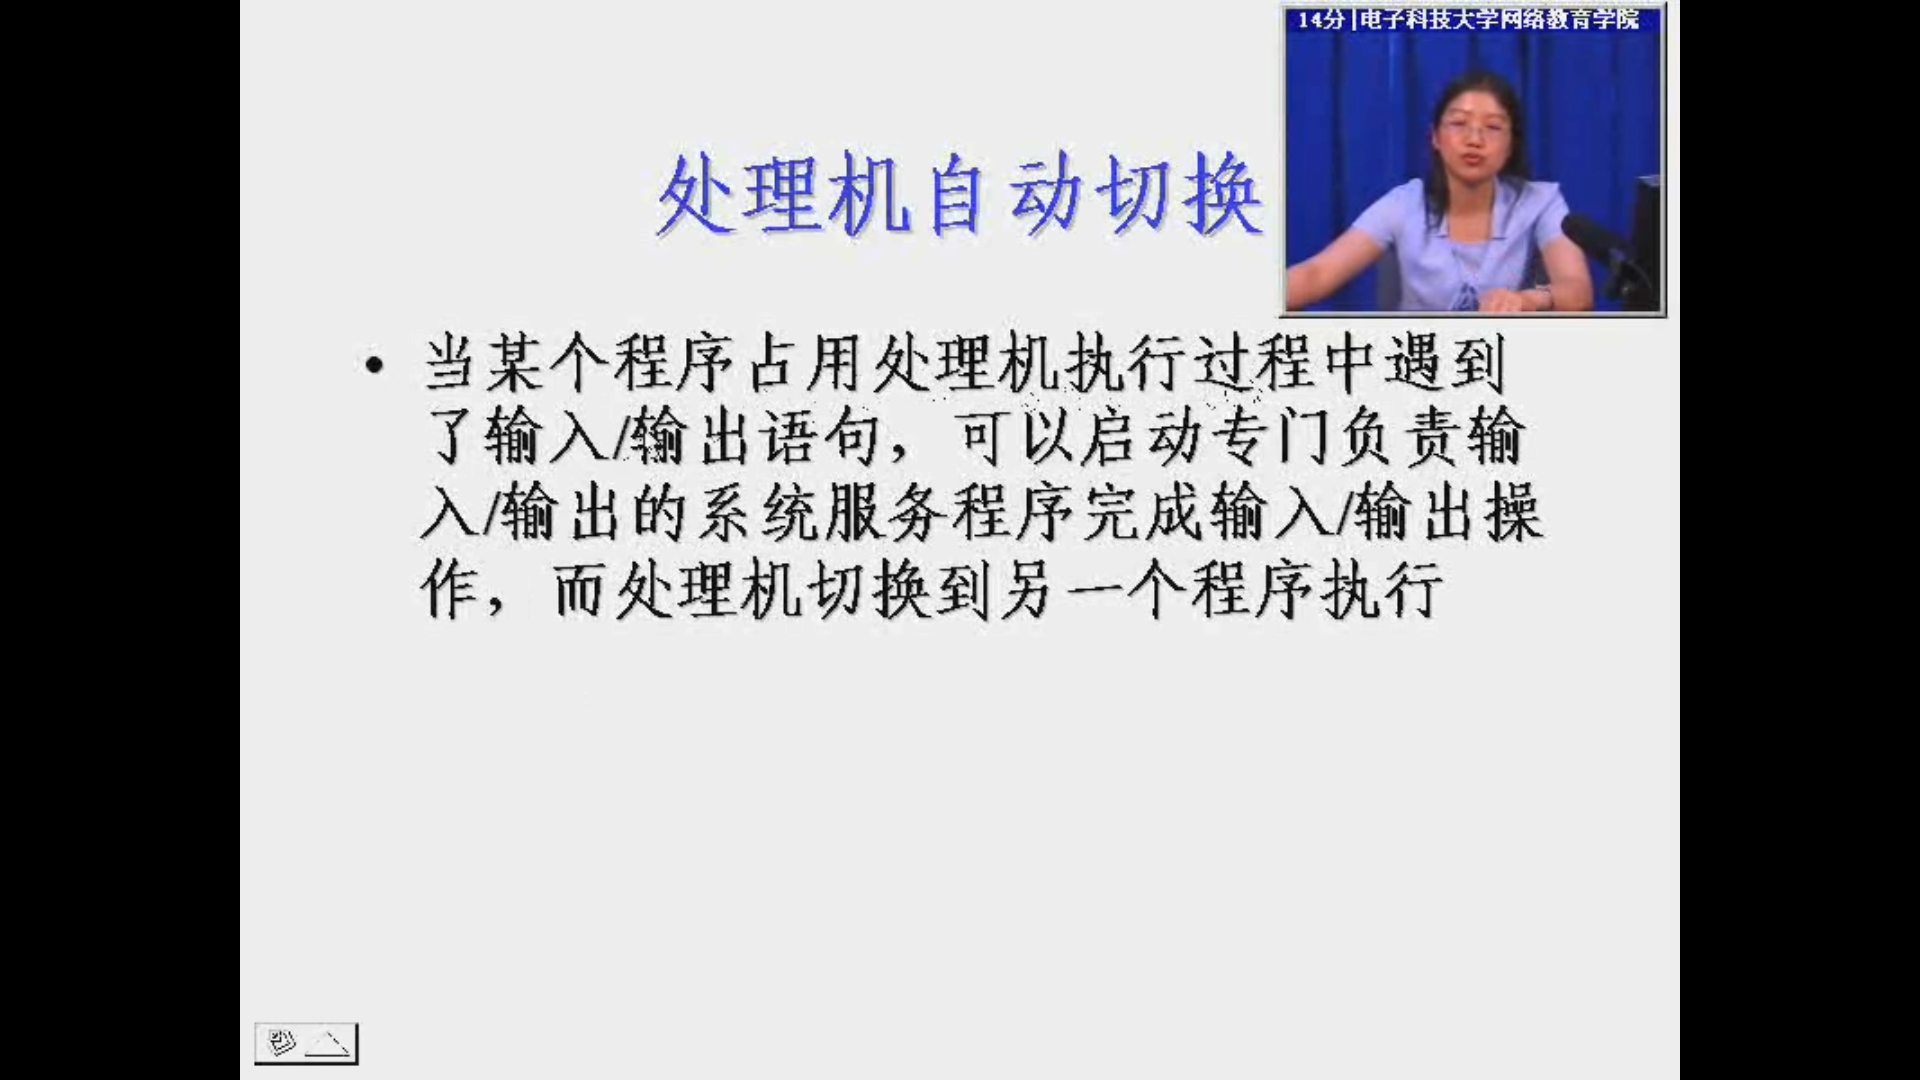 14分|电子科技大学网络教育学院
处理机自动切换
• 当某个程序占用处理机执行过程中遇到
了输入/输出语句，可以启动专门负责输
入/输出的系统服务程序完成输入/输出操
作，而处理机切换到另一个程序执行